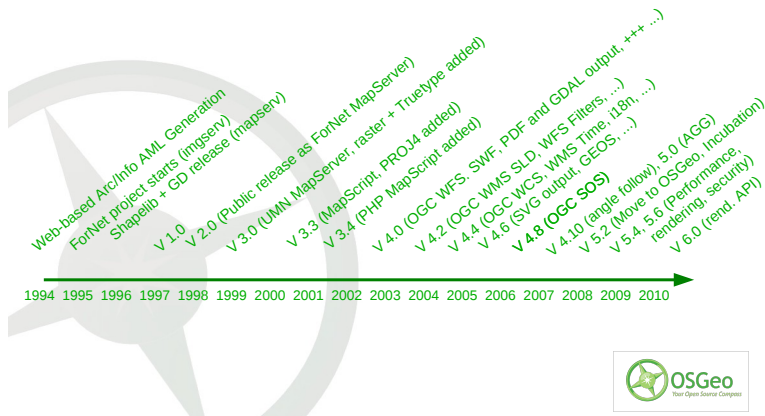 Web-based Arc/Info AML Generation
ForNet project starts (imgserv)
Shapelib + GD release (mapserv)
V 1.0
V 2.0 (Public release as ForNet MapServer)
V 3.0 (UMN MapServer, raster + Truetype added)
V 3.3 (MapScript, PROJ4 added)
V 3.4 (PHP MapScript added)
V 4.0 (OGC WFS. SWF, PDF and GDAL output, +++ ...)
V 4.2 (OGC WMS SLD, WFS Filters, ...)
V 4.4 (OGC WCS, WMS Time, i18n, ...)
V 4.6 (SVG output, GEOS, ...)
V 4.8 (OGC SOS)
V 4.10 (angle follow), 5.0 (AGG)
V 5.2 (Move to OSGeo, Incubation)
V 5.4, 5.6 (Performance,
rendering, security)
V 6.0 (rend. API)
1994 1995 1996 1997 1998 1999 2000 2001 2002 2003 2004 2005 2006 2007 2008 2009 2010
OSGeo
Your Open Source Compass